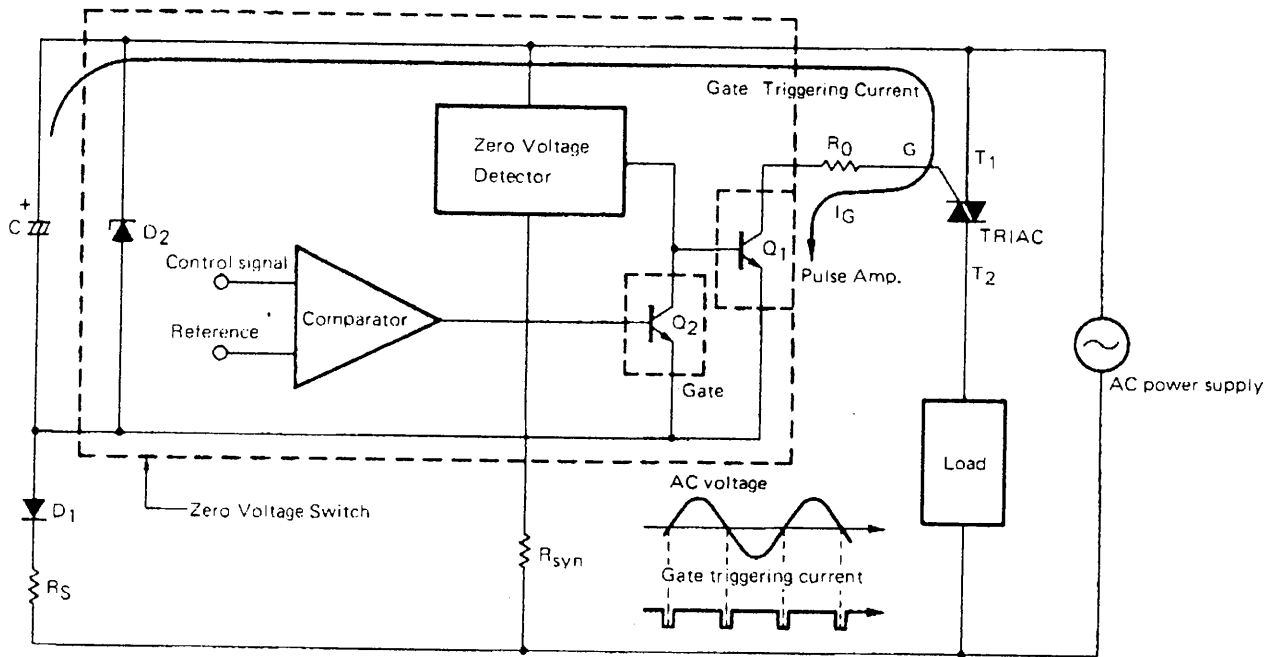 Gate Triggering Current
Zero Voltage
Detector
R0
G
T1
+
C
D2
IG
TRIAC
Q1
Control signal
Pulse Amp.
T2
Comparator
Q2
Reference
Gate
AC power supply
Load
AC voltage
D1
Zero Voltage Switch
Rsyn
Gate triggering current
RS